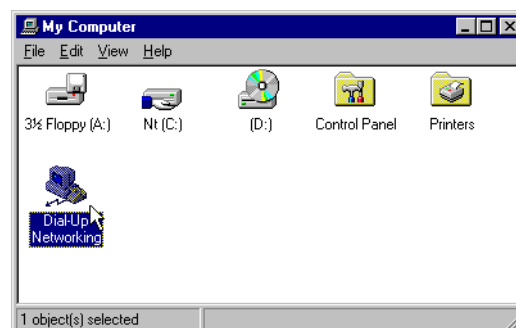 My Computer
File Edit View Help
3½ Floppy (A:) Nt (C:) (D:) Control Panel Printers
Dial-Up
Networking
1 object(s) selected